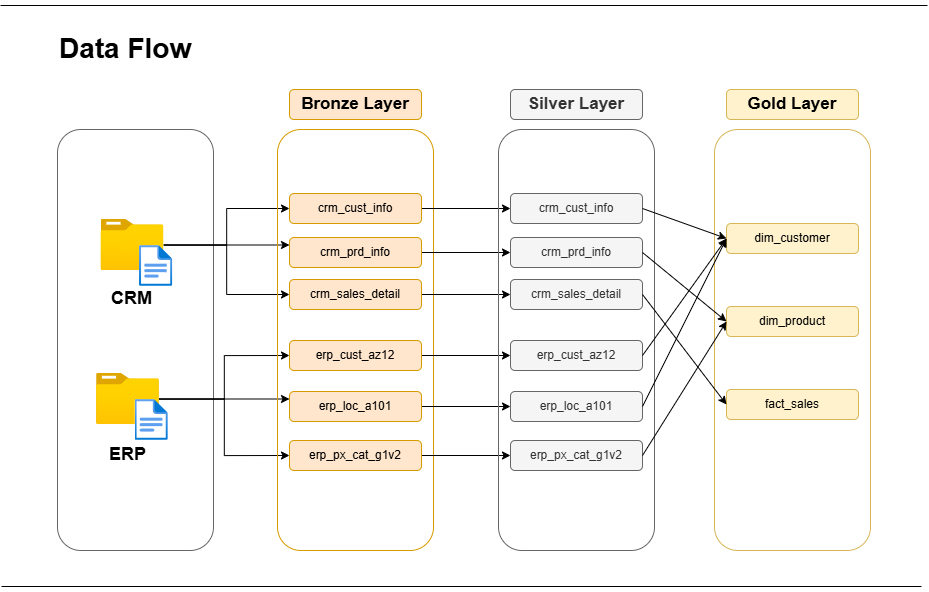 Data Flow
Bronze Layer
Silver Layer
Gold Layer
CRM
ERP
crm_cust_info
crm_prd_info
crm_sales_detail
erp_cust_az12
erp_loc_a101
erp_px_cat_g1v2
crm_cust_info
crm_prd_info
crm_sales_detail
erp_cust_az12
erp_loc_a101
erp_px_cat_g1v2
dim_customer
dim_product
fact_sales